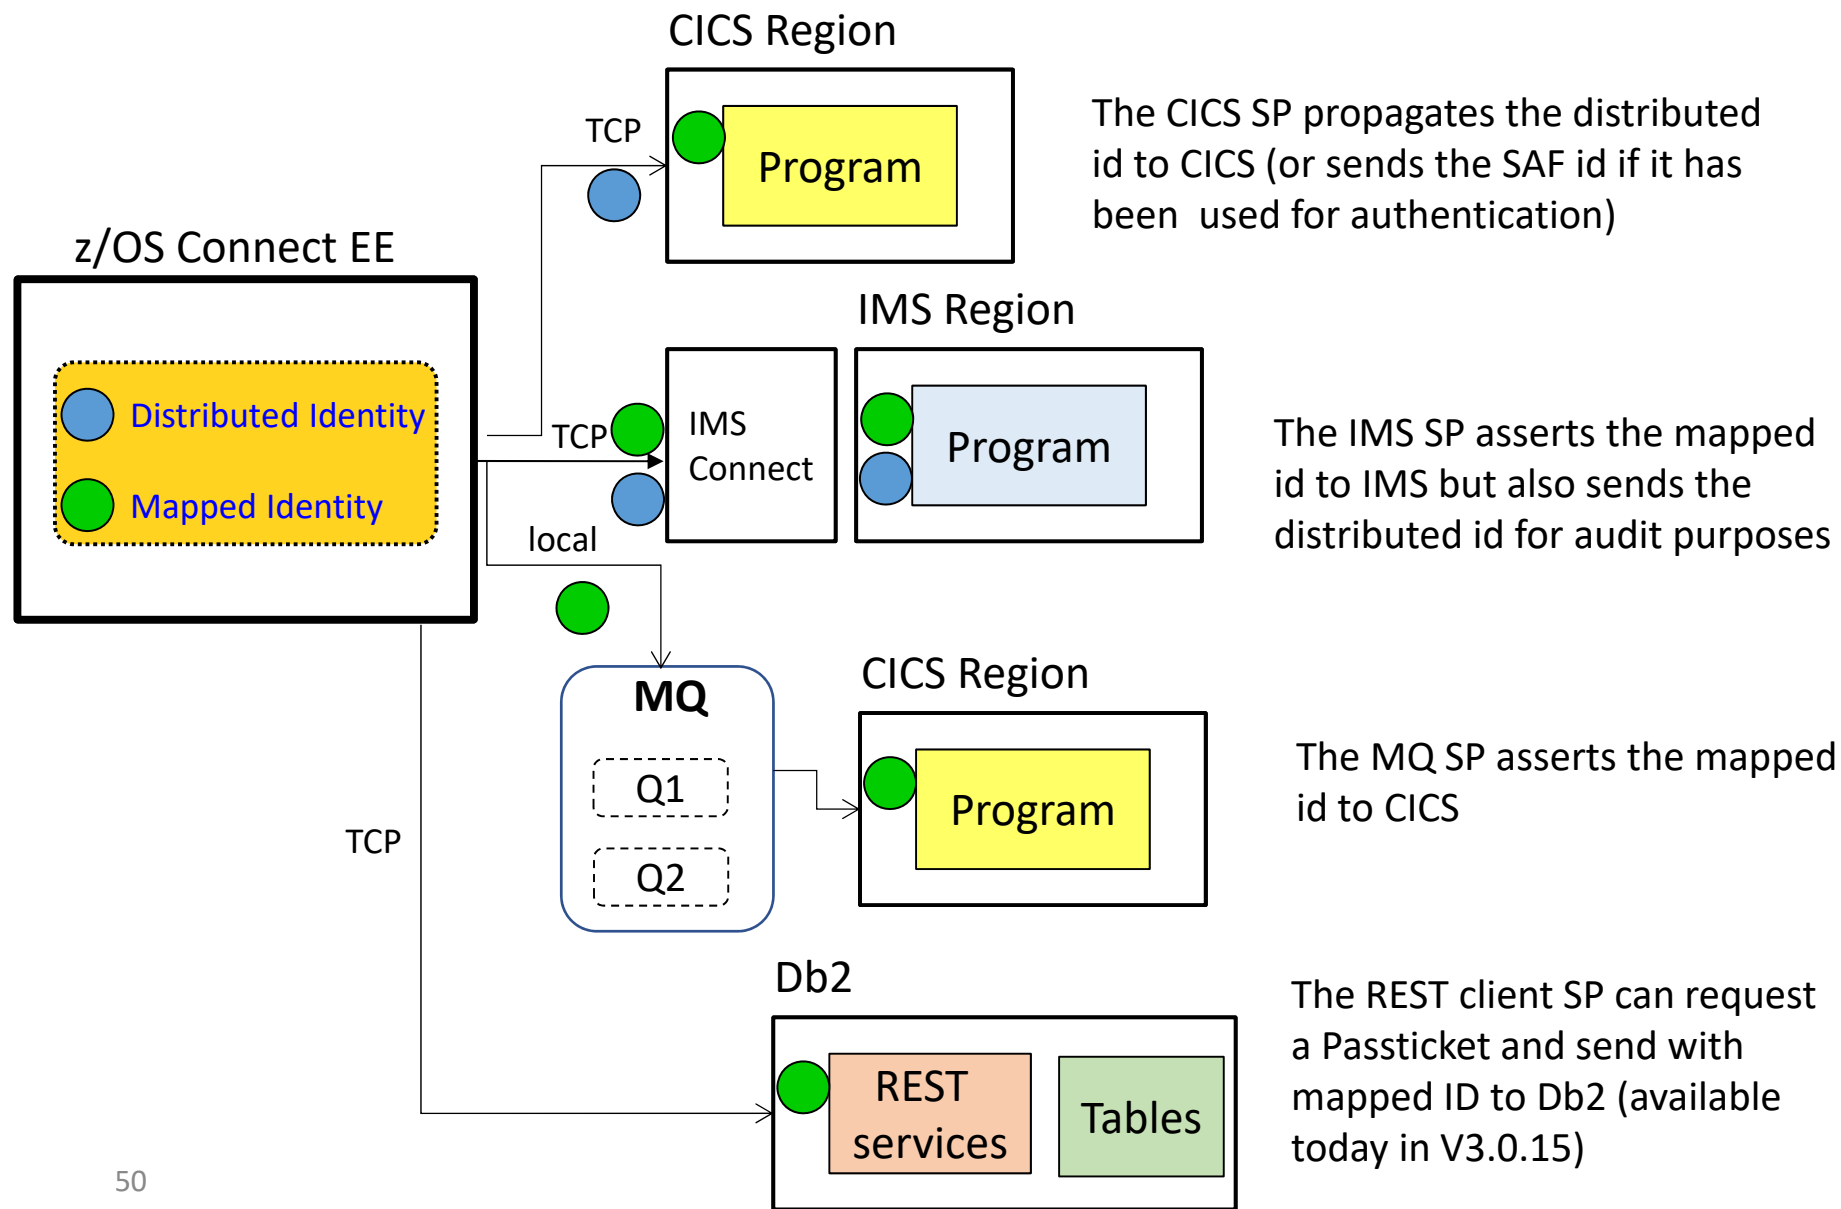 CICS Region
TCP
Program
The CICS SP propagates the distributed
id to CICS (or sends the SAF id if it has
been  used for authentication)
z/OS Connect EE
Distributed Identity
Mapped Identity
IMS Region
TCP
IMS
Connect
Program
The IMS SP asserts the mapped
id to IMS but also sends the
distributed id for audit purposes
local
MQ
Q1
Q2
CICS Region
Program
The MQ SP asserts the mapped
id to CICS
TCP
Db2
REST
services
Tables
The REST client SP can request
a Passticket and send with
mapped ID to Db2 (available
today in V3.0.15)
50